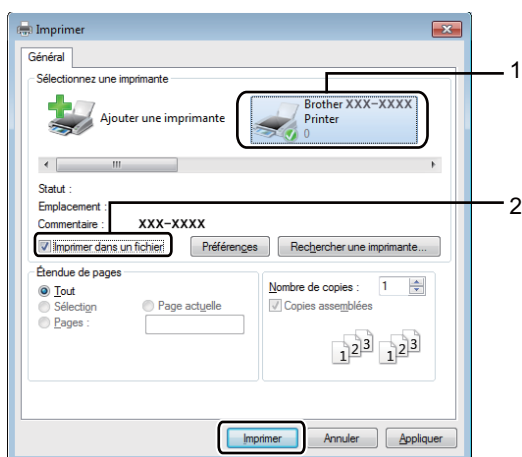 Imprimer
Général
Sélectionnez une imprimante
Ajouter une imprimante
Brother XXX-XXXX
Printer
0
1
Statut :
Emplacement :
Commentaire : XXX-XXXX
2
Imprimer dans un fichier
Préférences
Rechercher une imprimante...
Étendue de pages
Tout
Sélection
Page actuelle
Pages :
Nombre de copies : 1
Copies assemblées
1 2 3
1 2 3
Imprimer
Annuler
Appliquer